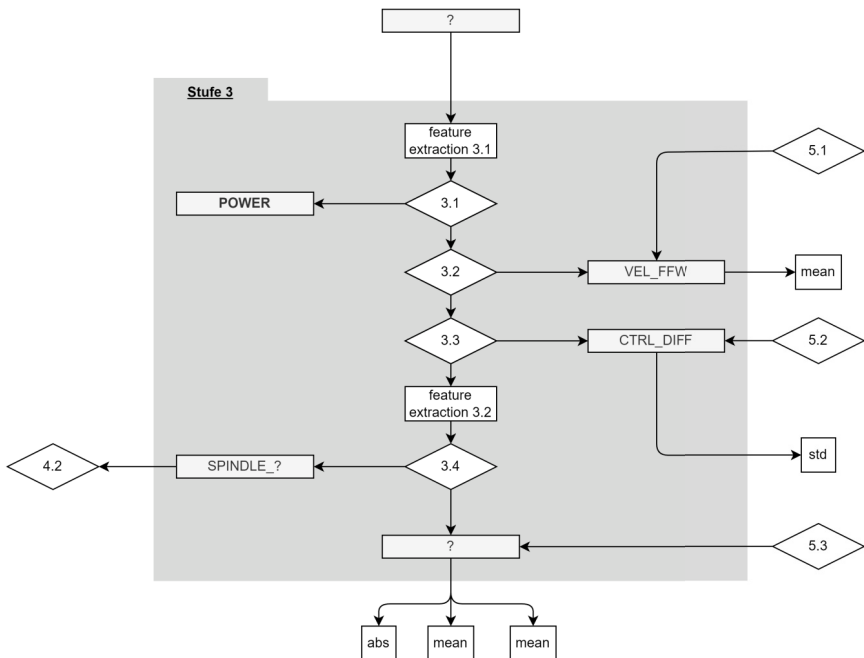 ?
Stufe 3
feature
extraction 3.1
5.1
POWER
3.1
3.2
VEL_FFW
mean
3.3
CTRL_DIFF
5.2
feature
extraction 3.2
4.2
SPINDLE_?
3.4
std
?
5.3
abs
mean
mean